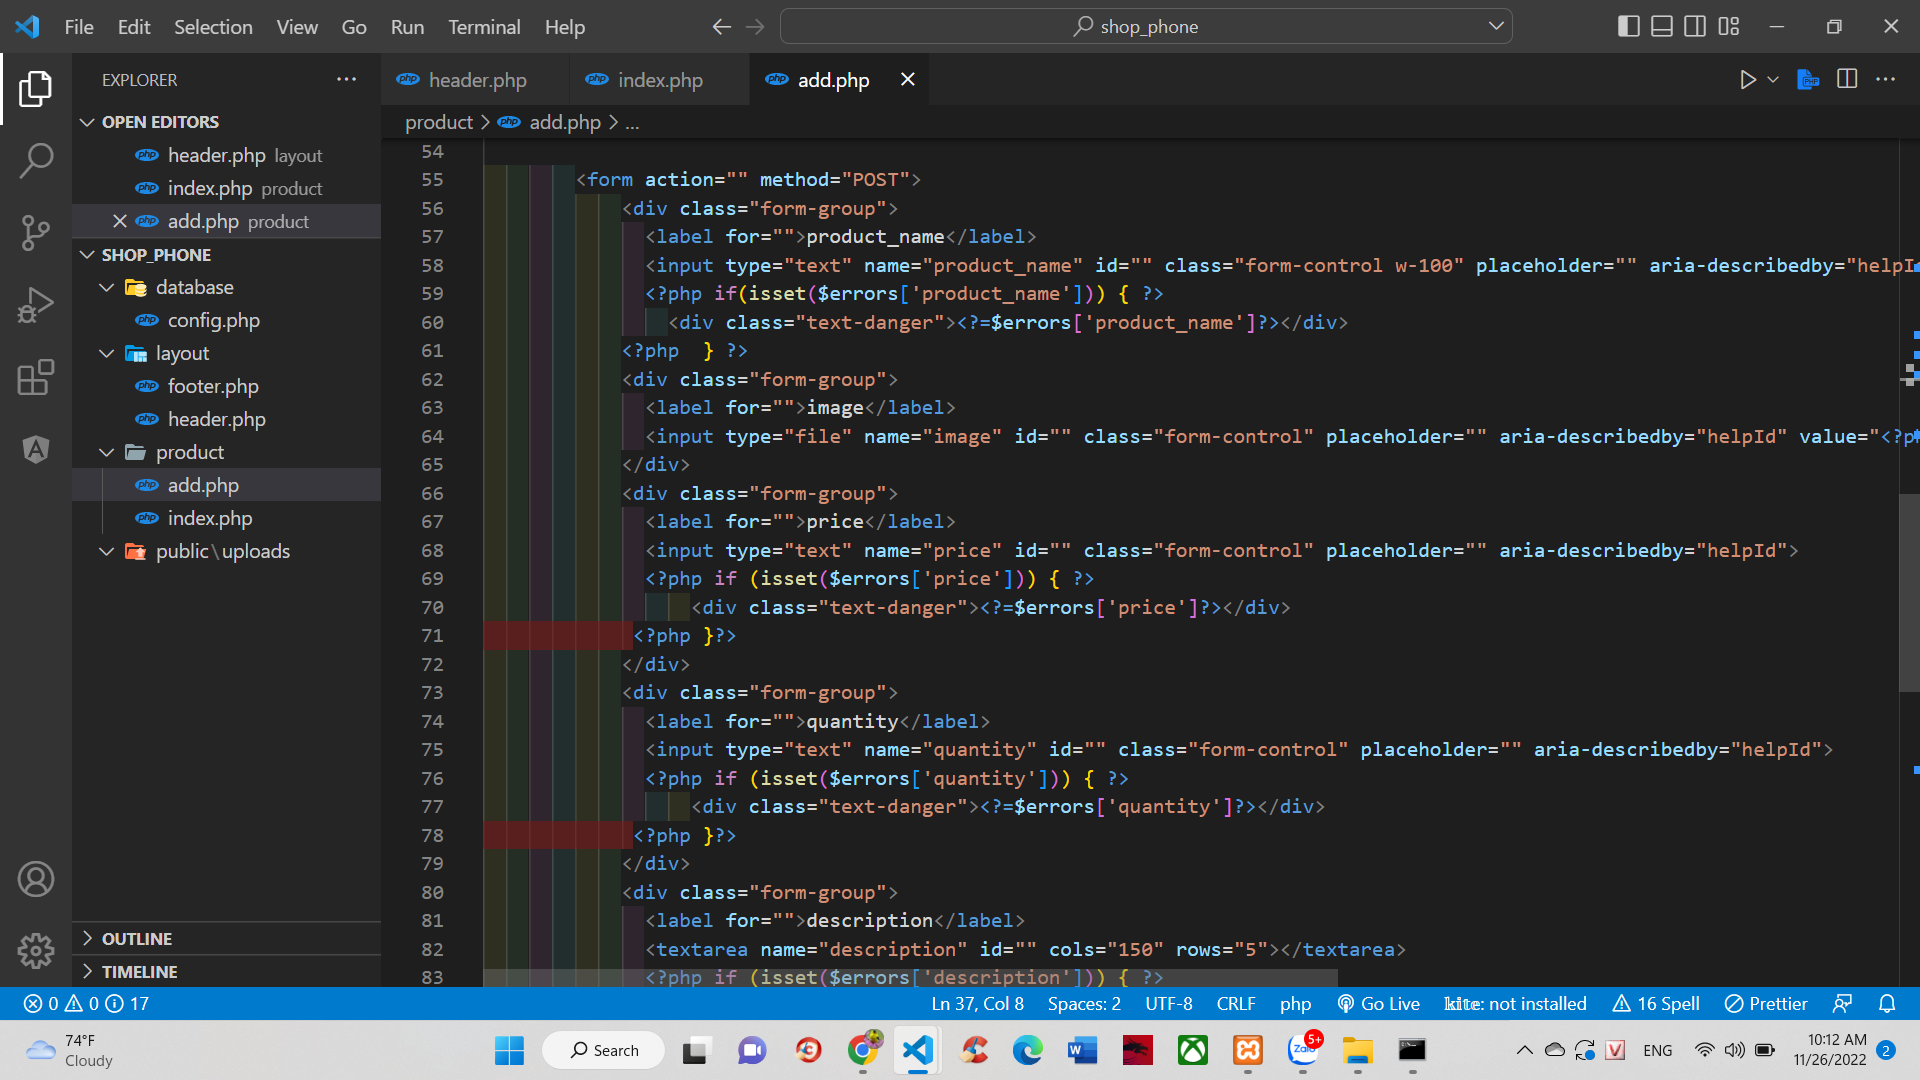 File Edit Selection View Go Run Terminal Help
shop_phone
EXPLORER
header.php
index.php
add.php
product > add.php > ...
OPEN EDITORS
header.php layout
index.php product
add.php product
SHOP_PHONE
database
config.php
layout
footer.php
header.php
product
add.php
index.php
public\uploads
OUTLINE
TIMELINE
54
55 <form action="" method="POST">
56 <div class="form-group">
57 <label for="">product_name</label>
58 <input type="text" name="product_name" id="" class="form-control w-100" placeholder="" aria-describedby="helpI
59 <?php if(isset($errors['product_name'])) { ?>
60 <div class="text-danger"><?=$errors['product_name']?></div>
61 <?php  } ?>
62 <div class="form-group">
63 <label for="">image</label>
64 <input type="file" name="image" id="" class="form-control" placeholder="" aria-describedby="helpId" value="<?p
65 </div>
66 <div class="form-group">
67 <label for="">price</label>
68 <input type="text" name="price" id="" class="form-control" placeholder="" aria-describedby="helpId">
69 <?php if (isset($errors['price'])) { ?>
70 <div class="text-danger"><?=$errors['price']?></div>
71 <?php }?>
72 </div>
73 <div class="form-group">
74 <label for="">quantity</label>
75 <input type="text" name="quantity" id="" class="form-control" placeholder="" aria-describedby="helpId">
76 <?php if (isset($errors['quantity'])) { ?>
77 <div class="text-danger"><?=$errors['quantity']?></div>
78 <?php }?>
79 </div>
80 <div class="form-group">
81 <label for="">description</label>
82 <textarea name="description" id="" cols="150" rows="5"></textarea>
83 <?php if (isset($errors['description'])) { ?>
0 0 17
Ln 37, Col 8 Spaces: 2 UTF-8 CRLF php Go Live kite: not installed 16 Spell Prettier
74°F
Cloudy
Search
Zalo
5+
ENG
10:12 AM
11/26/2022
2